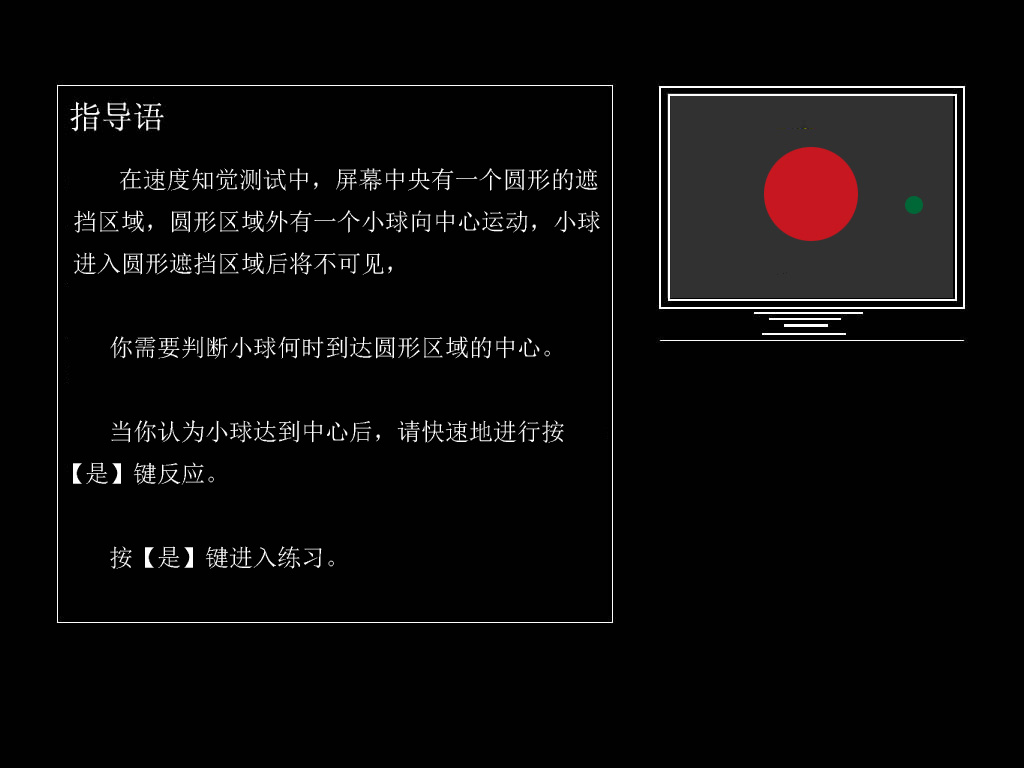 指导语
在速度知觉测试中，屏幕中央有一个圆形的遮
挡区域，圆形区域外有一个小球向中心运动，小球
进入圆形遮挡区域后将不可见，
你需要判断小球何时到达圆形区域的中心。
当你认为小球达到中心后，请快速地进行按
【是】键反应。
按【是】键进入练习。